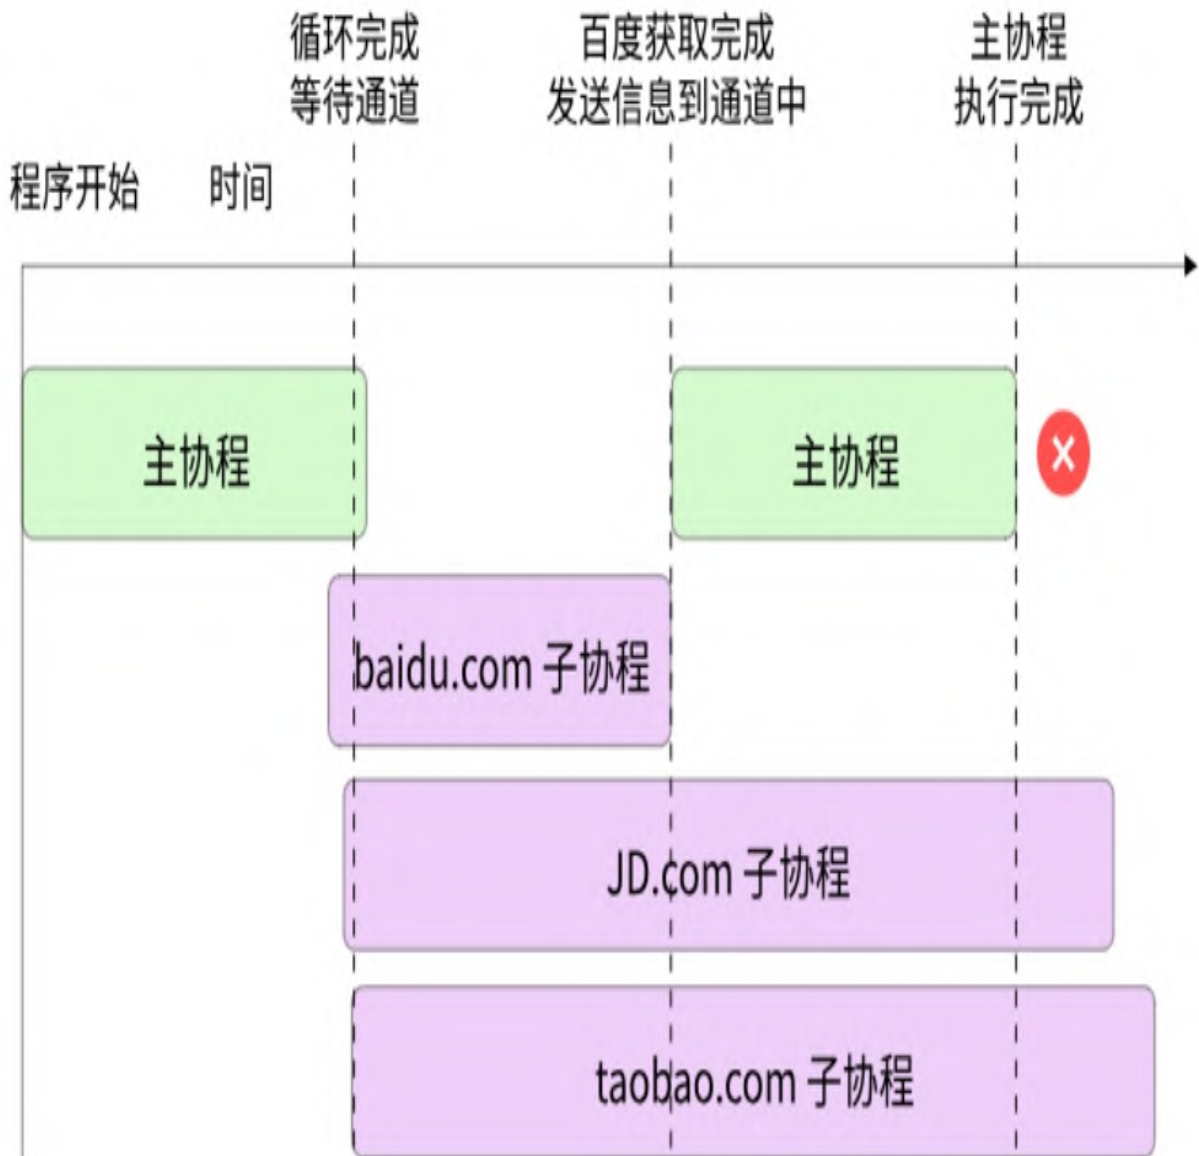 循环完成
等待通道
百度获取完成
发送信息到通道中
主协程
执行完成
程序开始
时间
主协程
主协程
baidu.com 子协程
JD.com 子协程
taobao.com 子协程